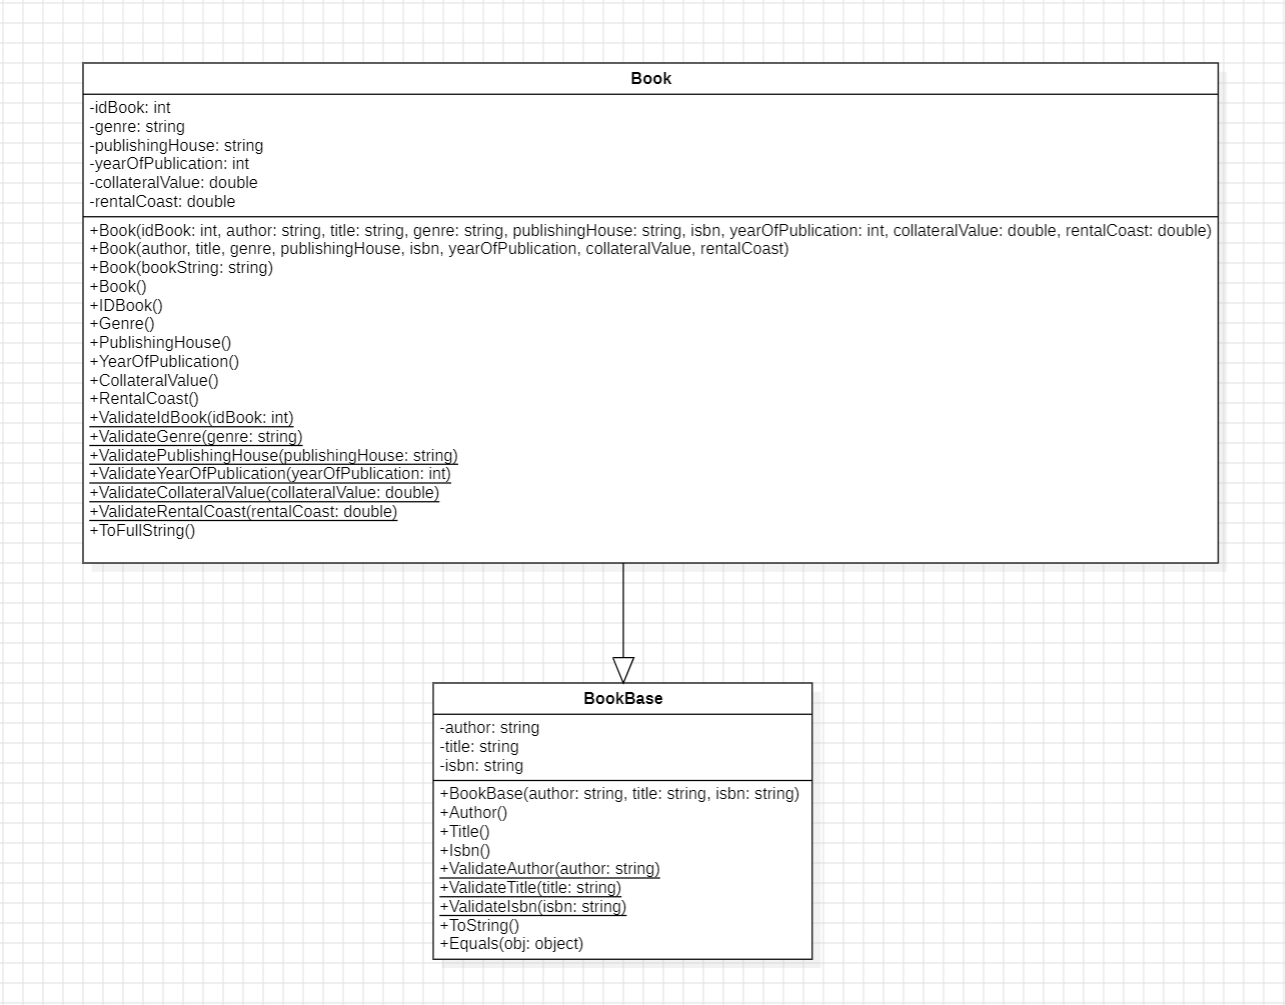 Book
-idBook: int
-genre: string
-publishingHouse: string
-yearOfPublication: int
-collateralValue: double
-rentalCoast: double
+Book(idBook: int, author: string, title: string, genre: string, publishingHouse: string, isbn, yearOfPublication: int, collateralValue: double, rentalCoast: double)
+Book(author, title, genre, publishingHouse, isbn, yearOfPublication, collateralValue, rentalCoast)
+Book(bookString: string)
+Book()
+IDBook()
+Genre()
+PublishingHouse()
+YearOfPublication()
+CollateralValue()
+RentalCoast()
+ValidateIdBook(idBook: int)
+ValidateGenre(genre: string)
+ValidatePublishingHouse(publishingHouse: string)
+ValidateYearOfPublication(yearOfPublication: int)
+ValidateCollateralValue(collateralValue: double)
+ValidateRentalCoast(rentalCoast: double)
+ToFullString()
BookBase
-author: string
-title: string
-isbn: string
+BookBase(author: string, title: string, isbn: string)
+Author()
+Title()
+Isbn()
+ValidateAuthor(author: string)
+ValidateTitle(title: string)
+ValidateIsbn(isbn: string)
+ToString()
+Equals(obj: object)